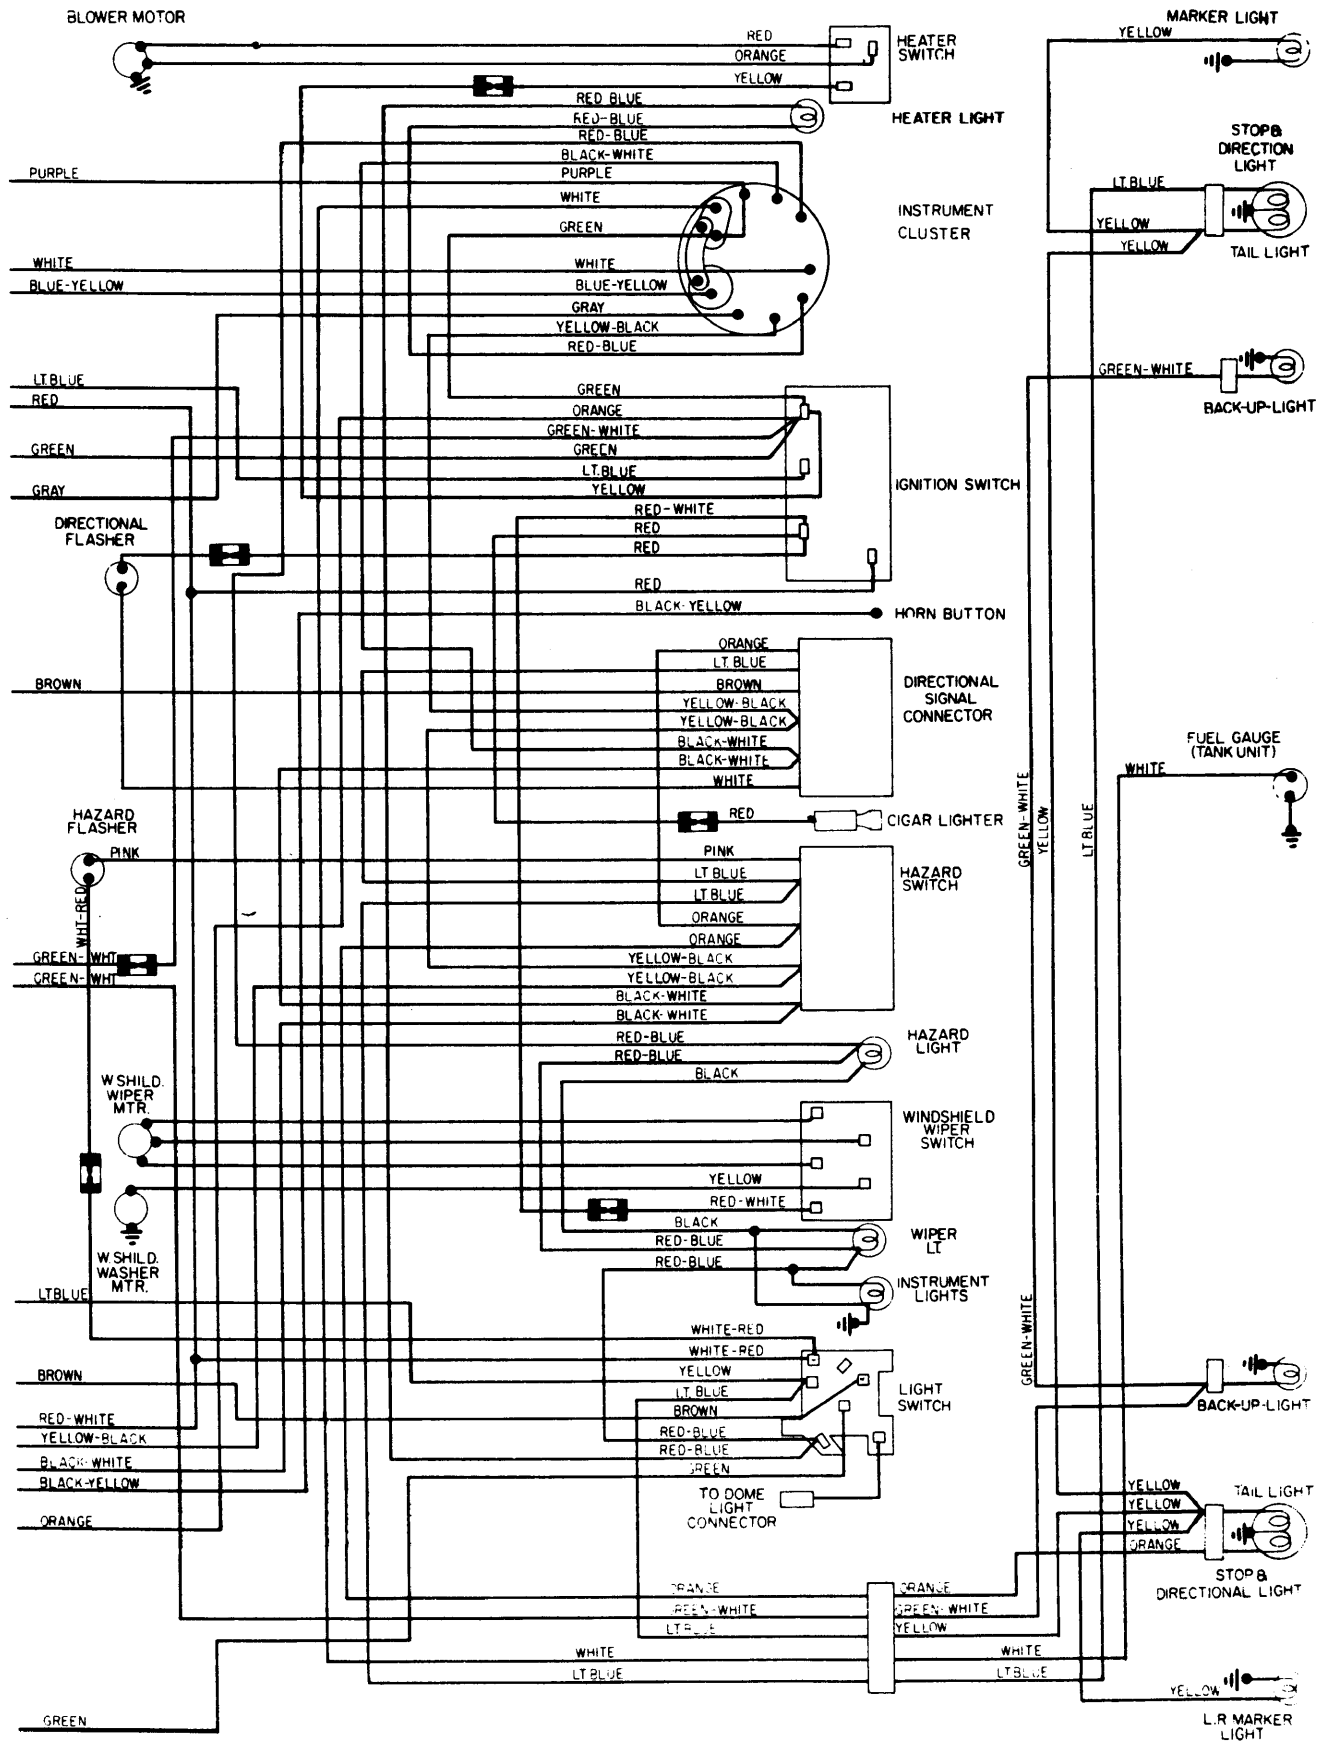 BLOWER MOTOR
MARKER LIGHT
YELLOW
RED
ORANGE
YELLOW
HEATER
SWITCH
RED BLUE
RED-BLUE
RED-BLUE
HEATER LIGHT
BLACK-WHITE
PURPLE
PURPLE
WHITE
GREEN
INSTRUMENT
CLUSTER
STOP&
DIRECTION
LIGHT
LT.BLUE
YELLOW
YELLOW
TAIL LIGHT
WHITE
WHITE
BLUE-YELLOW
BLUE-YELLOW
GRAY
YELLOW-BLACK
RED-BLUE
GREEN-WHITE
BACK-UP-LIGHT
LT.BLUE
RED
GREEN
ORANGE
GREEN-WHITE
GREEN
GREEN
LT.BLUE
YELLOW
GRAY
IGNITION SWITCH
RED-WHITE
RED
RED
DIRECTIONAL
FLASHER
RED
BLACK-YELLOW
HORN BUTTON
ORANGE
LT. BLUE
BROWN
BROWN
YELLOW-BLACK
YELLOW-BLACK
BLACK-WHITE
BLACK-WHITE
WHITE
DIRECTIONAL
SIGNAL
CONNECTOR
FUEL GAUGE
(TANK UNIT)
WHITE
GREEN-WHITE
YELLOW
LT BLUE
RED
CIGAR LIGHTER
HAZARD
FLASHER
PINK
WHT-RED
PINK
LT BLUE
LT BLUE
ORANGE
ORANGE
YELLOW-BLACK
YELLOW-BLACK
BLACK-WHITE
BLACK-WHITE
HAZARD
SWITCH
GREEN-WHT
GREEN-WHT
RED-BLUE
RED-BLUE
BLACK
HAZARD
LIGHT
W.SHILD.
WIPER
MTR.
WINDSHIELD
WIPER
SWITCH
YELLOW
RED-WHITE
W.SHILD.
WASHER
MTR.
BLACK
RED-BLUE
RED-BLUE
WIPER
LT.
INSTRUMENT
LIGHTS
LTBLUE
GREEN-WHITE
WHITE-RED
WHITE-RED
YELLOW
LT. BLUE
BROWN
RED-BLUE
RED-BLUE
GREEN
LIGHT
SWITCH
BROWN
RED-WHITE
YELLOW-BLACK
BLACK-WHITE
BLACK-YELLOW
ORANGE
BACK-UP-LIGHT
TO DOME
LIGHT
CONNECTOR
YELLOW
YELLOW
YELLOW
ORANGE
TAIL LIGHT
STOP &
DIRECTIONAL LIGHT
ORANGE
GREEN-WHITE
LT BLUE
WHITE
LT BLUE
ORANGE
GREEN-WHITE
YELLOW
WHITE
LT.BLUE
YELLOW
L.R MARKER
LIGHT
GREEN